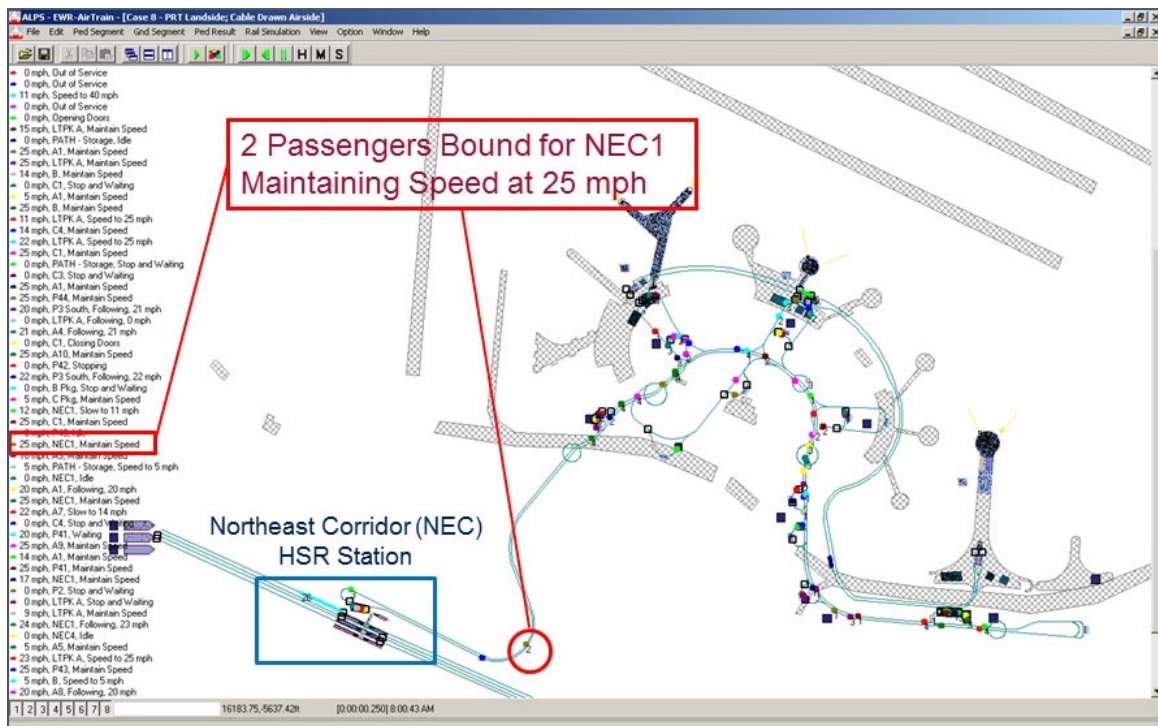 ALPS - EWR-AirTrain - [Case 8 - PRT Landside; Cable Drawn Airside]
File Edit Ped Segment Gnd Segment Ped Result Rail Simulation View Option Window Help
H M S
0 mph, Out of Service
0 mph, Out of Service
11 mph, Speed to 40 mph
0 mph, Out of Service
0 mph, Opening Doors
15 mph, LTPK A, Maintain Speed
0 mph, PATH - Storage, Idle
25 mph, A1, Maintain Speed
25 mph, LTPK A, Maintain Speed
14 mph, B, Maintain Speed
0 mph, C1, Stop and Waiting
5 mph, A1, Maintain Speed
25 mph, B, Maintain Speed
11 mph, LTPK A, Speed to 25 mph
14 mph, C4, Maintain Speed
22 mph, LTPK A, Speed to 25 mph
25 mph, C1, Maintain Speed
0 mph, PATH - Storage, Stop and Waiting
0 mph, C3, Stop and Waiting
25 mph, A1, Maintain Speed
25 mph, P44, Maintain Speed
20 mph, P3 South, Following, 21 mph
0 mph, LTPK A, Following, 0 mph
21 mph, A4, Following, 21 mph
0 mph, C1, Closing Doors
25 mph, A10, Maintain Speed
0 mph, P42, Stopping
22 mph, P3 South, Following, 22 mph
0 mph, B Pkg, Stop and Waiting
5 mph, C Pkg, Maintain Speed
12 mph, NEC1, Slow to 11 mph
25 mph, C1, Maintain Speed
25 mph, NEC1, Maintain Speed
5 mph, PATH - Storage, Speed to 5 mph
0 mph, NEC1, Idle
20 mph, A1, Following, 20 mph
25 mph, NEC1, Maintain Speed
22 mph, A7, Slow to 14 mph
0 mph, C4, Stop and Waiting
20 mph, P41, Waiting
25 mph, A9, Maintain Speed
14 mph, A1, Maintain Speed
25 mph, P41, Maintain Speed
17 mph, NEC1, Maintain Speed
0 mph, P2, Stop and Waiting
0 mph, LTPK A, Stop and Waiting
9 mph, LTPK A, Maintain Speed
24 mph, NEC1, Following, 23 mph
0 mph, NEC4, Idle
5 mph, A5, Maintain Speed
23 mph, LTPK A, Speed to 25 mph
25 mph, P43, Maintain Speed
5 mph, B, Speed to 5 mph
20 mph, A8, Following, 20 mph
2 Passengers Bound for NEC1
Maintaining Speed at 25 mph
Northeast Corridor (NEC)
HSR Station
26
2
1 2 3 4 5 6 7 8
16183.75,-5637.42ft
[0:00:00.250] 8:00:43 AM